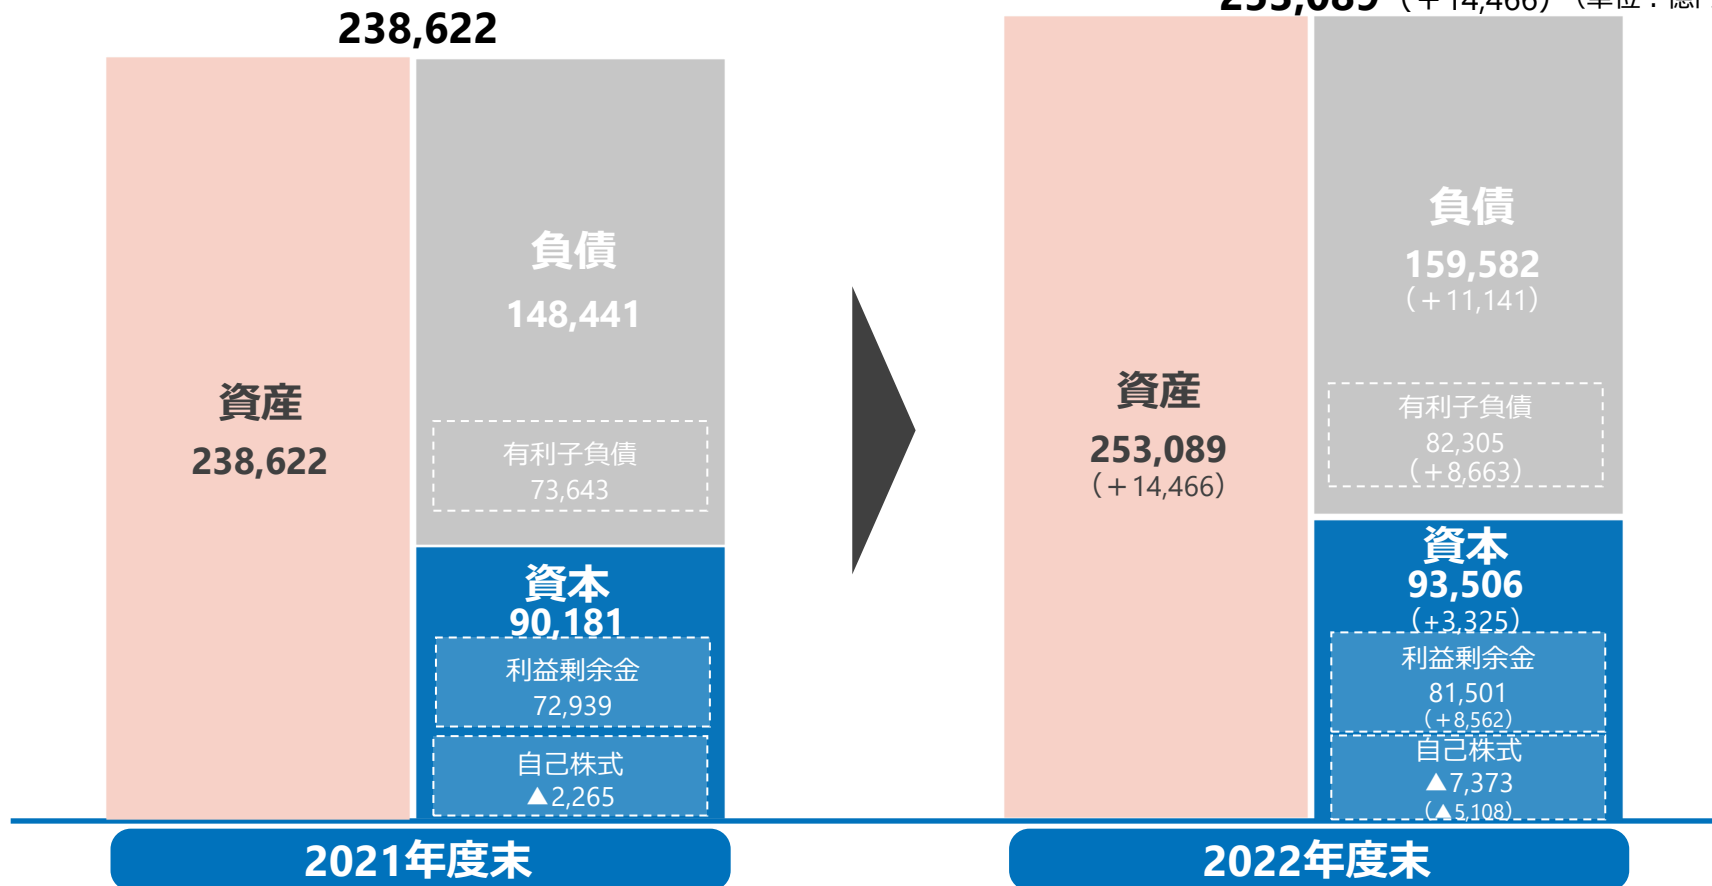 238,622
資産
238,622
負債
148,441
有利子負債
73,643
資本
90,181
利益剰余金
72,939
自己株式
▲2,265
2021年度末
253,089（＋14,466）
資産
253,089
（＋14,466）
負債
159,582
（＋11,141）
有利子負債
82,305
（＋8,663）
資本
93,506
（+3,325）
利益剰余金
81,501
（＋8,562）
自己株式
▲7,373
（▲5,108）
2022年度末